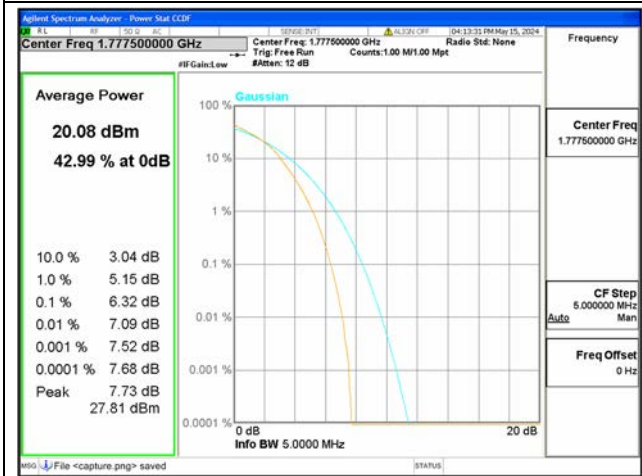 Agilent Spectrum Analyzer - Power Stat CCDF
RL RF 50 Ω AC SENSE:INT ALIGN OFF 04:13:31 PM May 15, 2024
Center Freq 1.777500000 GHz
Center Freq: 1.777500000 GHz Radio Std: None
Trig: Free Run Counts:1.00 M/1.00 Mpt
#IFGain:Low #Atten: 12 dB
Frequency
Average Power
20.08 dBm
42.99 % at 0dB
10.0 % 3.04 dB
1.0 % 5.15 dB
0.1 % 6.32 dB
0.01 % 7.09 dB
0.001 % 7.52 dB
0.0001 % 7.68 dB
Peak 7.73 dB
27.81 dBm
Gaussian
100 %
10 %
1 %
0.1 %
0.01 %
0.001 %
0.0001 %
0 dB 20 dB
Info BW 5.0000 MHz
Center Freq
1.777500000 GHz
CF Step
5.000000 MHz
Auto Man
Freq Offset
0 Hz
MSG File <capture.png> saved STATUS